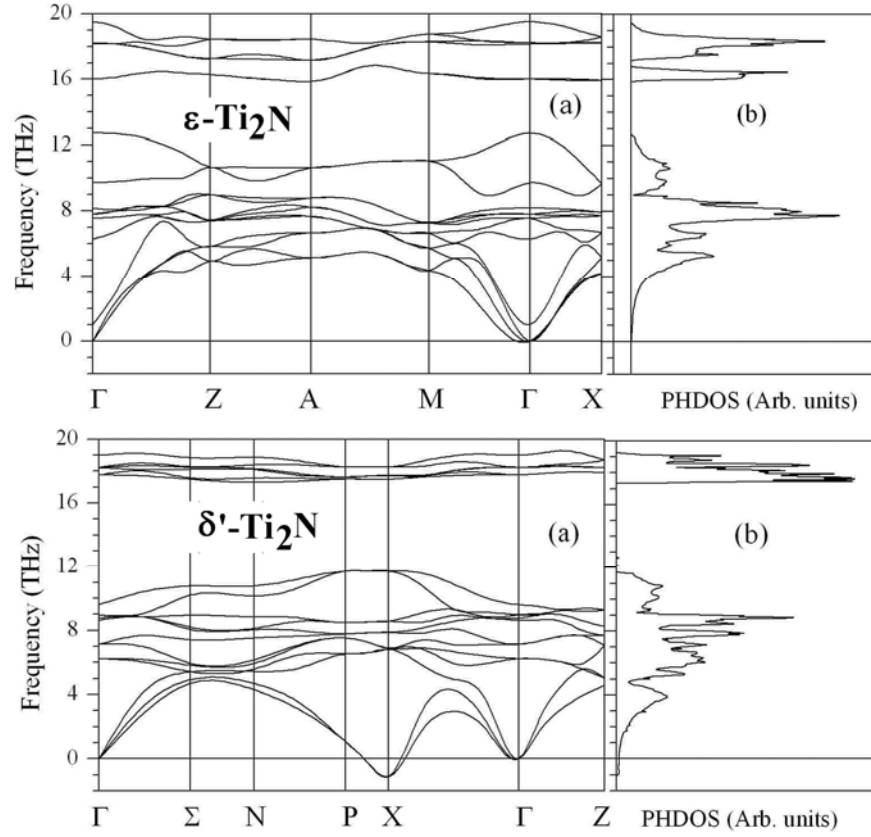 20
16
12
8
4
0
Frequency (THz)
ε-Ti2N
(a)
(b)
Γ Z A M Γ X
PHDOS (Arb. units)
20
16
12
8
4
0
Frequency (THz)
δ'-Ti2N
(a)
(b)
Γ Σ N P X Γ Z
PHDOS (Arb. units)